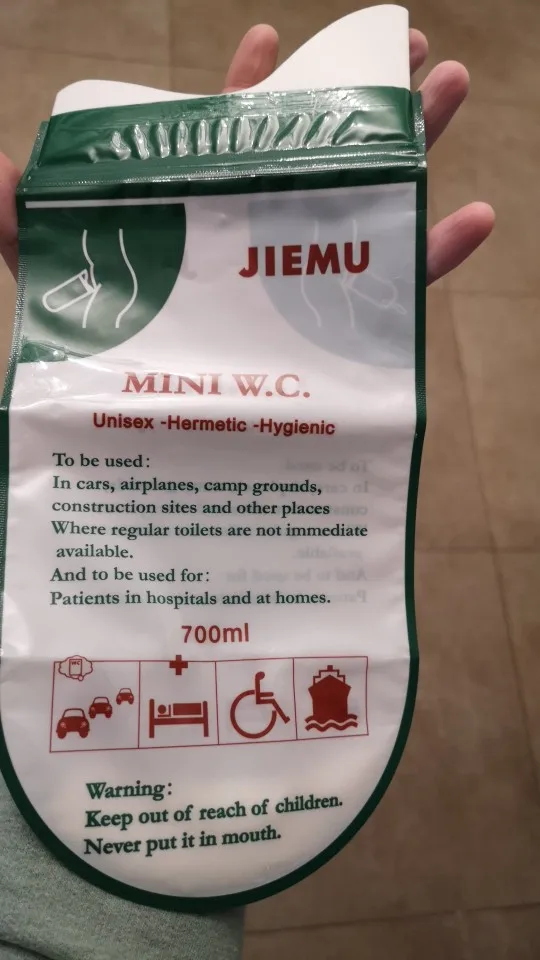 JIEMU
MINI W.C.
Unisex -Hermetic -Hygienic
To be used:
In cars, airplanes, camp grounds,
construction sites and other places
Where regular toilets are not immediate
available.
And to be used for:
Patients in hospitals and at homes.
700ml
WC
Warning:
Keep out of reach of children.
Never put it in mouth.